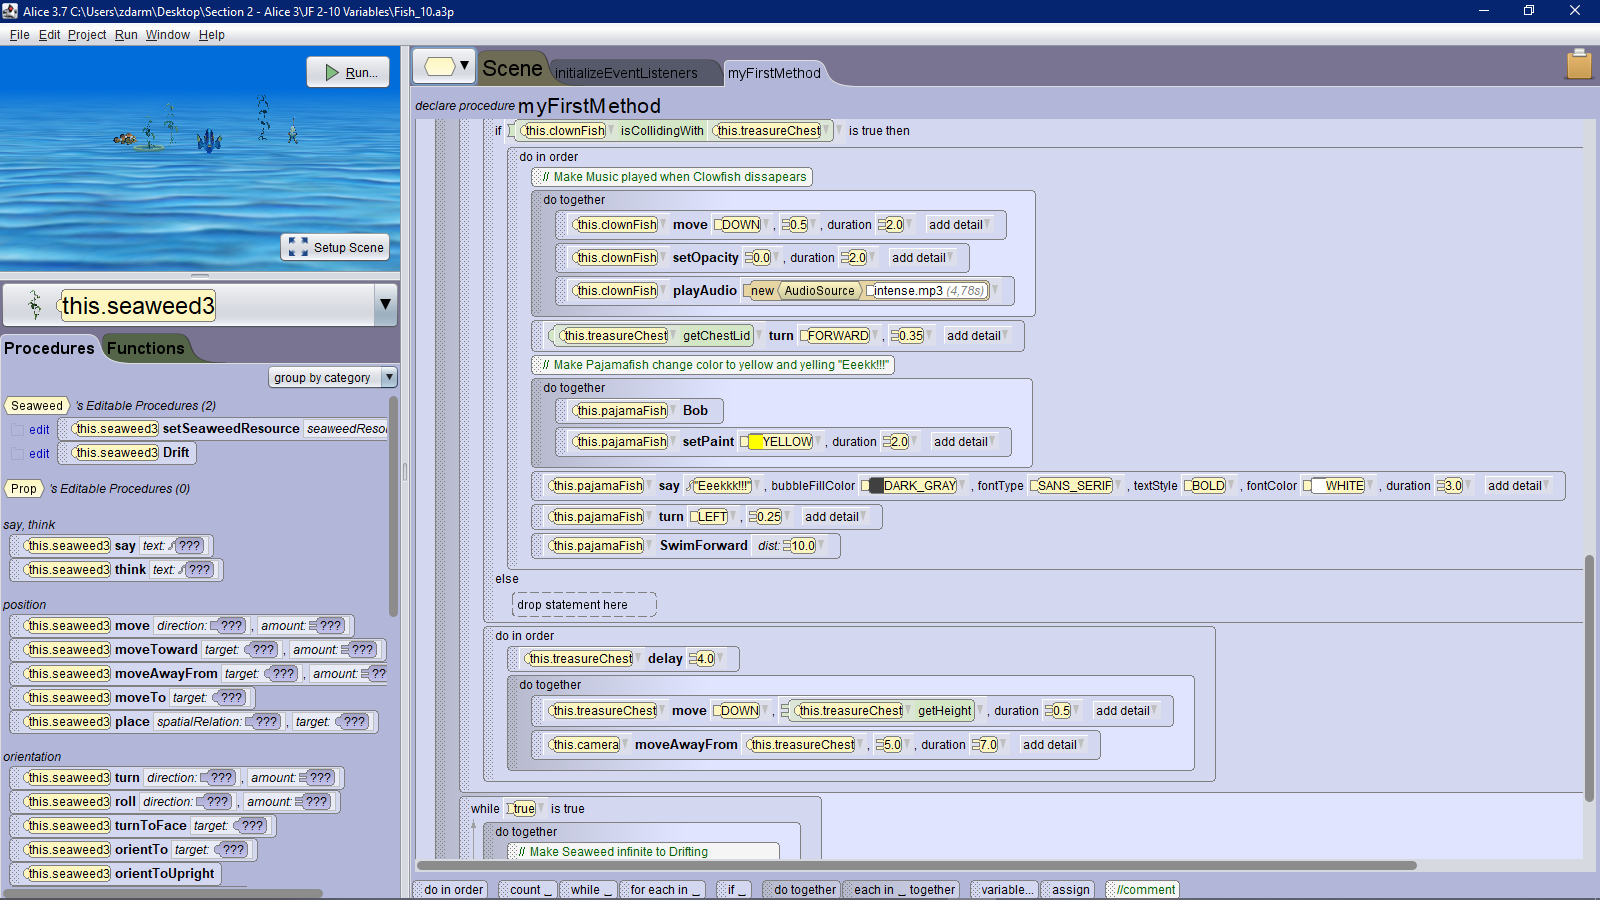 Alice 3.7 C:\Users\zdarm\Desktop\Section 2 - Alice 3\JF 2-10 Variables\Fish_10.a3p
File Edit Project Run Window Help
Run...
Setup Scene
this.seaweed3
Procedures Functions
group by category
Seaweed 's Editable Procedures (2)
edit this.seaweed3 setSeaweedResource seaweedResou
edit this.seaweed3 Drift
Prop 's Editable Procedures (0)
say, think
this.seaweed3 say text: ???
this.seaweed3 think text: ???
position
this.seaweed3 move direction: ??? , amount: ???
this.seaweed3 moveToward target: ??? , amount: ???
this.seaweed3 moveAwayFrom target: ??? , amount: ??
this.seaweed3 moveTo target: ???
this.seaweed3 place spatialRelation: ??? , target: ???
orientation
this.seaweed3 turn direction: ??? , amount: ???
this.seaweed3 roll direction: ??? , amount: ???
this.seaweed3 turnToFace target: ???
this.seaweed3 orientTo target: ???
this.seaweed3 orientToUpright
Scene initializeEventListeners myFirstMethod
declare procedure myFirstMethod
if this.clownFish isCollidingWith this.treasureChest is true then
do in order
// Make Music played when Clowfish dissapears
do together
this.clownFish move DOWN , 0.5 , duration 2.0 add detail
this.clownFish setOpacity 0.0 , duration 2.0 add detail
this.clownFish playAudio new AudioSource intense.mp3 (4,78s)
this.treasureChest getChestLid turn FORWARD , 0.35 add detail
// Make Pajamafish change color to yellow and yelling "Eeekk!!!"
do together
this.pajamaFish Bob
this.pajamaFish setPaint YELLOW , duration 2.0 add detail
this.pajamaFish say "Eeekkk!!!" , bubbleFillColor DARK_GRAY , fontType SANS_SERIF , textStyle BOLD , fontColor WHITE , duration 3.0 add detail
this.pajamaFish turn LEFT , 0.25 add detail
this.pajamaFish SwimForward dist: 10.0
else
drop statement here
do in order
this.treasureChest delay 4.0
do together
this.treasureChest move DOWN , this.treasureChest getHeight , duration 0.5 add detail
this.camera moveAwayFrom this.treasureChest , 5.0 , duration 7.0 add detail
while true is true
do together
// Make Seaweed infinite to Drifting
do in order count _ while _ for each in _ if _ do together each in _ together variable... assign //comment